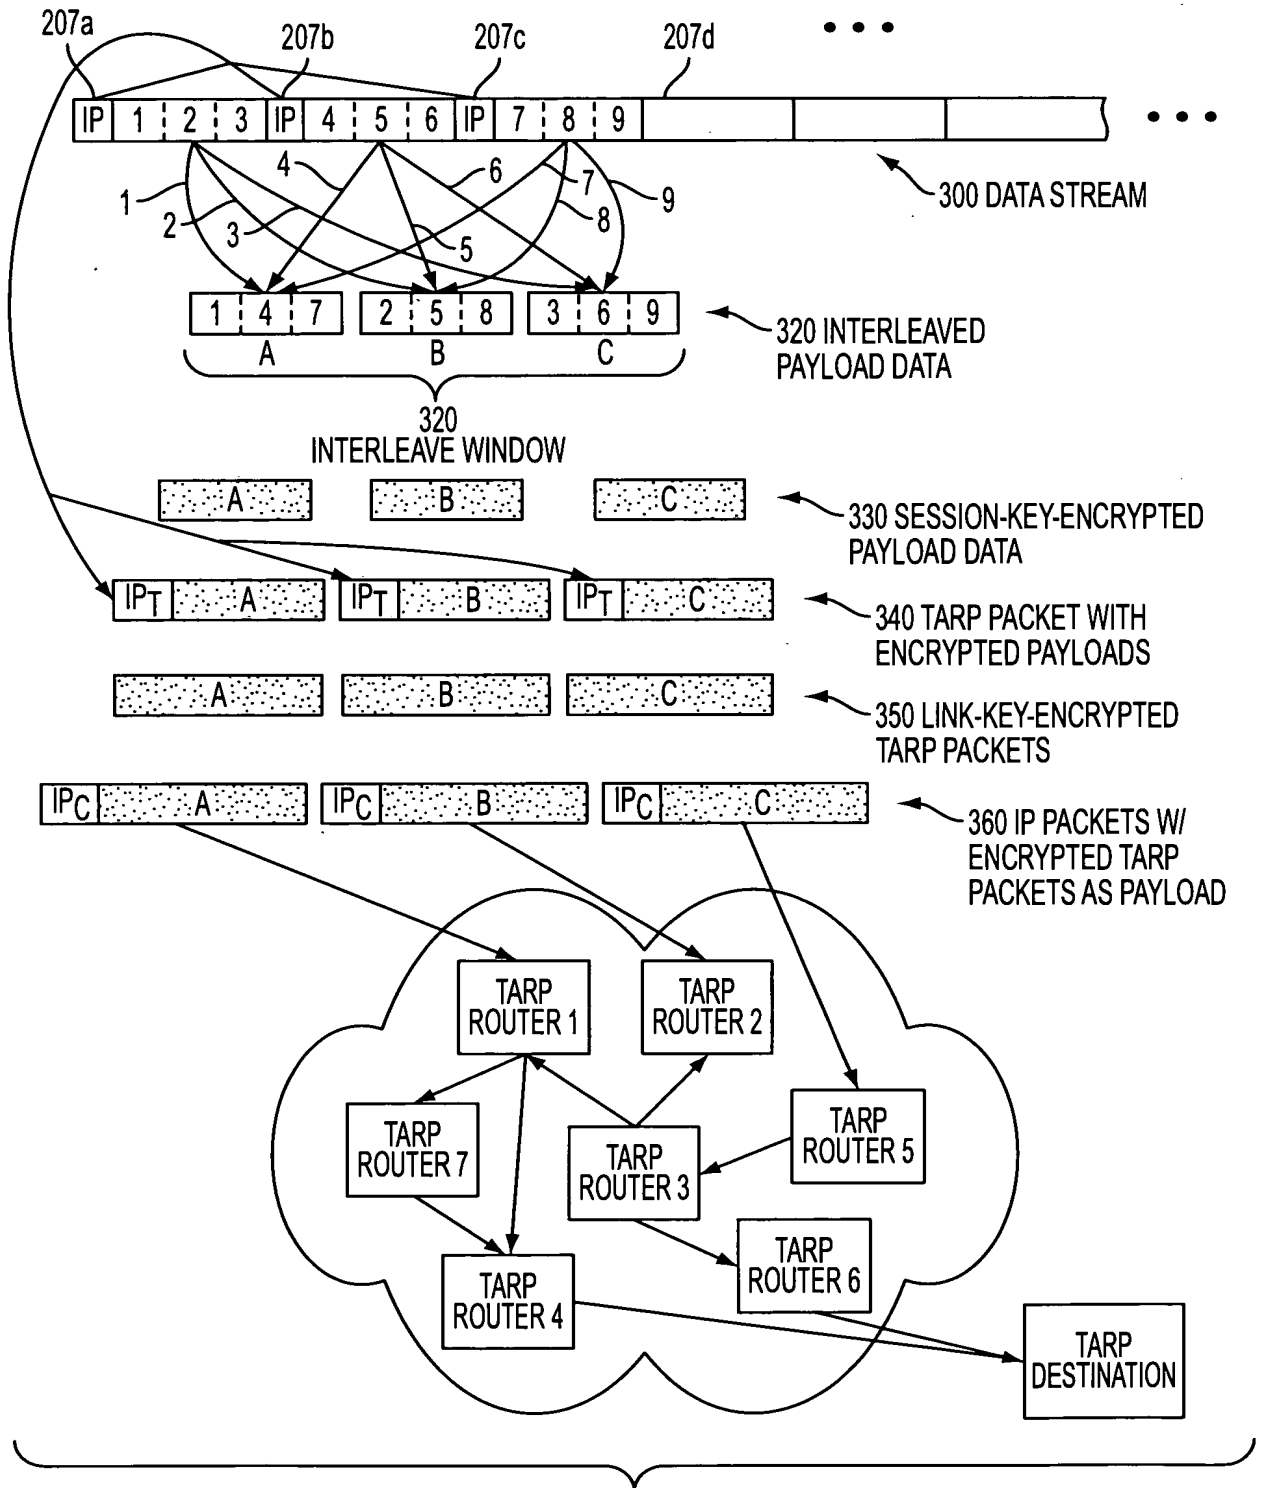 207a
207b
207c
207d
• • •
IP 1 2 3 IP 4 5 6 IP 7 8 9
• • •
1 2 3 4 5 6 7 8 9
300 DATA STREAM
1 4 7 2 5 8 3 6 9
A B C
320 INTERLEAVED
PAYLOAD DATA
320
INTERLEAVE WINDOW
A B C
330 SESSION-KEY-ENCRYPTED
PAYLOAD DATA
IPT A IPT B IPT C
340 TARP PACKET WITH
ENCRYPTED PAYLOADS
A B C
350 LINK-KEY-ENCRYPTED
TARP PACKETS
IPC A IPC B IPC C
360 IP PACKETS W/
ENCRYPTED TARP
PACKETS AS PAYLOAD
TARP
ROUTER 1
TARP
ROUTER 2
TARP
ROUTER 7
TARP
ROUTER 3
TARP
ROUTER 5
TARP
ROUTER 4
TARP
ROUTER 6
TARP
DESTINATION